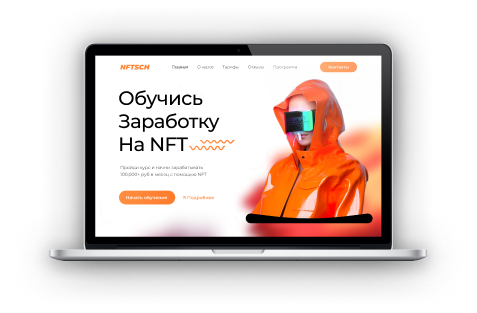 NFTSCH
Главная О курсе Тарифы Отзывы Программа Контакты
Обучись
Заработку
На NFT
Пройди курс и начни зарабатывать
100,000+ руб в месяц с помощью NFT
Начать обучение Подробнее